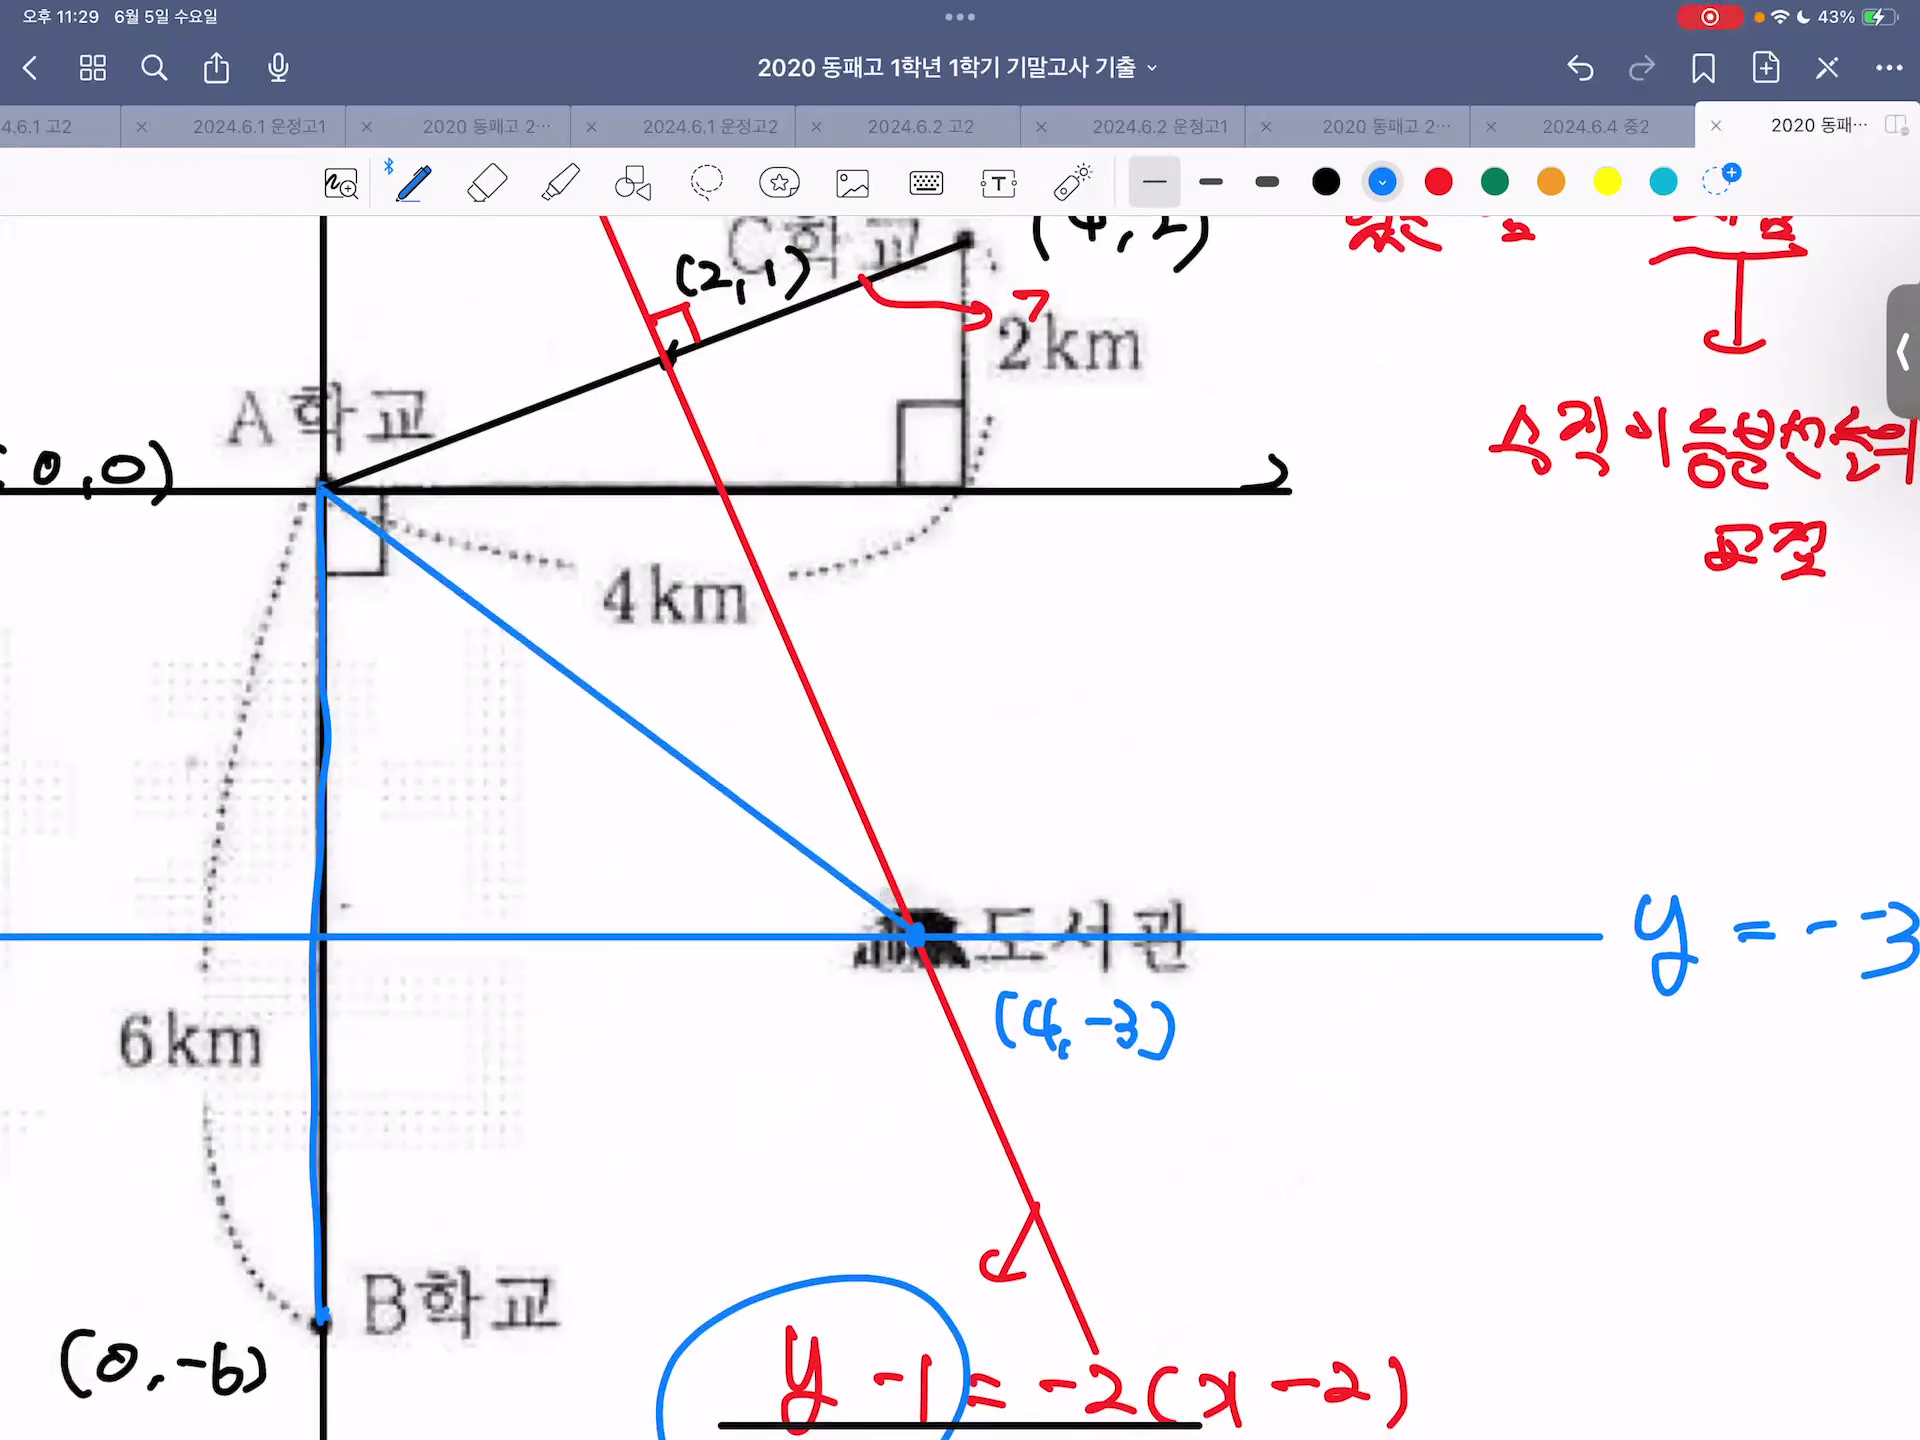 오후 11:29 6월 5일 수요일
43%
2020 동패고 1학년 1학기 기말고사 기출
4.6.1 고2
2024.6.1 운정고1
2020 동패고 2…
2024.6.1 운정고2
2024.6.2 고2
2024.6.2 운정고1
2020 동패고 2…
2024.6.4 중2
2020 동패…
C학교
(4,2)
(2,1)
2km
A학교
0,0)
수직이등분선의
교점
4km
도서관
y = -3
(4,-3)
6km
B학교
(0,-6)
y -1 = -2(x-2)